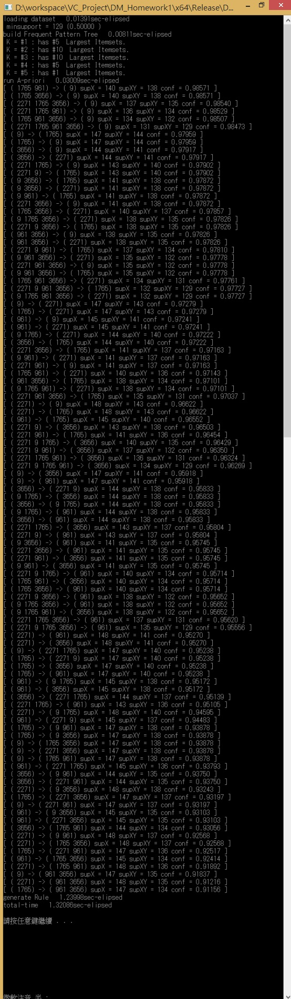 D:\workspace\VC_Project\DM_Homework1\x64\Release\D...
loading dataset   0.01391sec-elipsed
 minsupport = 129 (0.50000 )
build Frequent Pattern Tree   0.00811sec-elipsed
 K = #1 : has #5  Largest Itemsets.
 K = #2 : has #10  Largest Itemsets.
 K = #3 : has #10  Largest Itemsets.
 K = #4 : has #5  Largest Itemsets.
 K = #5 : has #1  Largest Itemsets.
run A-priori   0.03009sec-elipsed
[ ( 1765 961) -> ( 9) supX = 140 supXY = 138 conf = 0.98571 ]
[ ( 1765 3656) -> ( 9) supX = 140 supXY = 138 conf = 0.98571 ]
[ ( 2271 1765 3656) -> ( 9) supX = 137 supXY = 135 conf = 0.98540 ]
[ ( 2271 1765 961) -> ( 9) supX = 136 supXY = 134 conf = 0.98529 ]
[ ( 1765 961 3656) -> ( 9) supX = 134 supXY = 132 conf = 0.98507 ]
[ ( 2271 1765 961 3656) -> ( 9) supX = 131 supXY = 129 conf = 0.98473 ]
[ ( 9) -> ( 1765) supX = 147 supXY = 144 conf = 0.97959 ]
[ ( 1765) -> ( 9) supX = 147 supXY = 144 conf = 0.97959 ]
[ ( 3656) -> ( 9) supX = 144 supXY = 141 conf = 0.97917 ]
[ ( 3656) -> ( 2271) supX = 144 supXY = 141 conf = 0.97917 ]
[ ( 2271 1765) -> ( 9) supX = 143 supXY = 140 conf = 0.97902 ]
[ ( 2271 9) -> ( 1765) supX = 143 supXY = 140 conf = 0.97902 ]
[ ( 9 3656) -> ( 1765) supX = 141 supXY = 138 conf = 0.97872 ]
[ ( 9 3656) -> ( 2271) supX = 141 supXY = 138 conf = 0.97872 ]
[ ( 9 961) -> ( 1765) supX = 141 supXY = 138 conf = 0.97872 ]
[ ( 2271 3656) -> ( 9) supX = 141 supXY = 138 conf = 0.97872 ]
[ ( 1765 3656) -> ( 2271) supX = 140 supXY = 137 conf = 0.97857 ]
[ ( 9 1765 3656) -> ( 2271) supX = 138 supXY = 135 conf = 0.97826 ]
[ ( 2271 9 3656) -> ( 1765) supX = 138 supXY = 135 conf = 0.97826 ]
[ ( 961 3656) -> ( 9) supX = 138 supXY = 135 conf = 0.97826 ]
[ ( 961 3656) -> ( 2271) supX = 138 supXY = 135 conf = 0.97826 ]
[ ( 2271 9 961) -> ( 1765) supX = 137 supXY = 134 conf = 0.97810 ]
[ ( 9 961 3656) -> ( 2271) supX = 135 supXY = 132 conf = 0.97778 ]
[ ( 2271 961 3656) -> ( 9) supX = 135 supXY = 132 conf = 0.97778 ]
[ ( 9 961 3656) -> ( 1765) supX = 135 supXY = 132 conf = 0.97778 ]
[ ( 1765 961 3656) -> ( 2271) supX = 134 supXY = 131 conf = 0.97761 ]
[ ( 2271 9 961 3656) -> ( 1765) supX = 132 supXY = 129 conf = 0.97727 ]
[ ( 9 1765 961 3656) -> ( 2271) supX = 132 supXY = 129 conf = 0.97727 ]
[ ( 9) -> ( 2271) supX = 147 supXY = 143 conf = 0.97279 ]
[ ( 1765) -> ( 2271) supX = 147 supXY = 143 conf = 0.97279 ]
[ ( 961) -> ( 9) supX = 145 supXY = 141 conf = 0.97241 ]
[ ( 961) -> ( 2271) supX = 145 supXY = 141 conf = 0.97241 ]
[ ( 9 1765) -> ( 2271) supX = 144 supXY = 140 conf = 0.97222 ]
[ ( 3656) -> ( 1765) supX = 144 supXY = 140 conf = 0.97222 ]
[ ( 2271 3656) -> ( 1765) supX = 141 supXY = 137 conf = 0.97163 ]
[ ( 9 961) -> ( 2271) supX = 141 supXY = 137 conf = 0.97163 ]
[ ( 2271 961) -> ( 9) supX = 141 supXY = 137 conf = 0.97163 ]
[ ( 1765 961) -> ( 2271) supX = 140 supXY = 136 conf = 0.97143 ]
[ ( 961 3656) -> ( 1765) supX = 138 supXY = 134 conf = 0.97101 ]
[ ( 9 1765 961) -> ( 2271) supX = 138 supXY = 134 conf = 0.97101 ]
[ ( 2271 961 3656) -> ( 1765) supX = 135 supXY = 131 conf = 0.97037 ]
[ ( 2271) -> ( 9) supX = 148 supXY = 143 conf = 0.96622 ]
[ ( 2271) -> ( 1765) supX = 148 supXY = 143 conf = 0.96622 ]
[ ( 961) -> ( 1765) supX = 145 supXY = 140 conf = 0.96552 ]
[ ( 2271 9) -> ( 3656) supX = 143 supXY = 138 conf = 0.96503 ]
[ ( 2271 961) -> ( 1765) supX = 141 supXY = 136 conf = 0.96454 ]
[ ( 2271 9 1765) -> ( 3656) supX = 140 supXY = 135 conf = 0.96429 ]
[ ( 2271 9 961) -> ( 3656) supX = 137 supXY = 132 conf = 0.96350 ]
[ ( 2271 1765 961) -> ( 3656) supX = 136 supXY = 131 conf = 0.96324 ]
[ ( 2271 9 1765 961) -> ( 3656) supX = 134 supXY = 129 conf = 0.96269 ]
[ ( 9) -> ( 3656) supX = 147 supXY = 141 conf = 0.95918 ]
[ ( 9) -> ( 961) supX = 147 supXY = 141 conf = 0.95918 ]
[ ( 3656) -> ( 2271 9) supX = 144 supXY = 138 conf = 0.95833 ]
[ ( 9 1765) -> ( 3656) supX = 144 supXY = 138 conf = 0.95833 ]
[ ( 3656) -> ( 9 1765) supX = 144 supXY = 138 conf = 0.95833 ]
[ ( 9 1765) -> ( 961) supX = 144 supXY = 138 conf = 0.95833 ]
[ ( 3656) -> ( 961) supX = 144 supXY = 138 conf = 0.95833 ]
[ ( 2271 1765) -> ( 3656) supX = 143 supXY = 137 conf = 0.95804 ]
[ ( 2271 9) -> ( 961) supX = 143 supXY = 137 conf = 0.95804 ]
[ ( 9 3656) -> ( 961) supX = 141 supXY = 135 conf = 0.95745 ]
[ ( 2271 3656) -> ( 961) supX = 141 supXY = 135 conf = 0.95745 ]
[ ( 2271 961) -> ( 3656) supX = 141 supXY = 135 conf = 0.95745 ]
[ ( 9 961) -> ( 3656) supX = 141 supXY = 135 conf = 0.95745 ]
[ ( 2271 9 1765) -> ( 961) supX = 140 supXY = 134 conf = 0.95714 ]
[ ( 1765 961) -> ( 3656) supX = 140 supXY = 134 conf = 0.95714 ]
[ ( 1765 3656) -> ( 961) supX = 140 supXY = 134 conf = 0.95714 ]
[ ( 2271 9 3656) -> ( 961) supX = 138 supXY = 132 conf = 0.95652 ]
[ ( 9 1765 3656) -> ( 961) supX = 138 supXY = 132 conf = 0.95652 ]
[ ( 9 1765 961) -> ( 3656) supX = 138 supXY = 132 conf = 0.95652 ]
[ ( 2271 1765 3656) -> ( 961) supX = 137 supXY = 131 conf = 0.95620 ]
[ ( 2271 9 1765 3656) -> ( 961) supX = 135 supXY = 129 conf = 0.95556 ]
[ ( 2271) -> ( 961) supX = 148 supXY = 141 conf = 0.95270 ]
[ ( 2271) -> ( 3656) supX = 148 supXY = 141 conf = 0.95270 ]
[ ( 9) -> ( 2271 1765) supX = 147 supXY = 140 conf = 0.95238 ]
[ ( 1765) -> ( 2271 9) supX = 147 supXY = 140 conf = 0.95238 ]
[ ( 1765) -> ( 3656) supX = 147 supXY = 140 conf = 0.95238 ]
[ ( 1765) -> ( 961) supX = 147 supXY = 140 conf = 0.95238 ]
[ ( 961) -> ( 9 1765) supX = 145 supXY = 138 conf = 0.95172 ]
[ ( 961) -> ( 3656) supX = 145 supXY = 138 conf = 0.95172 ]
[ ( 3656) -> ( 2271 1765) supX = 144 supXY = 137 conf = 0.95139 ]
[ ( 2271 1765) -> ( 961) supX = 143 supXY = 136 conf = 0.95105 ]
[ ( 2271) -> ( 9 1765) supX = 148 supXY = 140 conf = 0.94595 ]
[ ( 961) -> ( 2271 9) supX = 145 supXY = 137 conf = 0.94483 ]
[ ( 1765) -> ( 9 961) supX = 147 supXY = 138 conf = 0.93878 ]
[ ( 1765) -> ( 9 3656) supX = 147 supXY = 138 conf = 0.93878 ]
[ ( 9) -> ( 1765 3656) supX = 147 supXY = 138 conf = 0.93878 ]
[ ( 9) -> ( 2271 3656) supX = 147 supXY = 138 conf = 0.93878 ]
[ ( 9) -> ( 1765 961) supX = 147 supXY = 138 conf = 0.93878 ]
[ ( 961) -> ( 2271 1765) supX = 145 supXY = 136 conf = 0.93793 ]
[ ( 3656) -> ( 9 961) supX = 144 supXY = 135 conf = 0.93750 ]
[ ( 3656) -> ( 2271 961) supX = 144 supXY = 135 conf = 0.93750 ]
[ ( 2271) -> ( 9 3656) supX = 148 supXY = 138 conf = 0.93243 ]
[ ( 1765) -> ( 2271 3656) supX = 147 supXY = 137 conf = 0.93197 ]
[ ( 9) -> ( 2271 961) supX = 147 supXY = 137 conf = 0.93197 ]
[ ( 961) -> ( 9 3656) supX = 145 supXY = 135 conf = 0.93103 ]
[ ( 961) -> ( 2271 3656) supX = 145 supXY = 135 conf = 0.93103 ]
[ ( 3656) -> ( 1765 961) supX = 144 supXY = 134 conf = 0.93056 ]
[ ( 2271) -> ( 9 961) supX = 148 supXY = 137 conf = 0.92568 ]
[ ( 2271) -> ( 1765 3656) supX = 148 supXY = 137 conf = 0.92568 ]
[ ( 1765) -> ( 2271 961) supX = 147 supXY = 136 conf = 0.92517 ]
[ ( 961) -> ( 1765 3656) supX = 145 supXY = 134 conf = 0.92414 ]
[ ( 2271) -> ( 1765 961) supX = 148 supXY = 136 conf = 0.91892 ]
[ ( 9) -> ( 961 3656) supX = 147 supXY = 135 conf = 0.91837 ]
[ ( 2271) -> ( 961 3656) supX = 148 supXY = 135 conf = 0.91216 ]
[ ( 1765) -> ( 961 3656) supX = 147 supXY = 134 conf = 0.91156 ]
generate Rule   1.23998sec-elipsed
total-time   1.32086sec-elipsed
請按任意鍵繼續 . . .
微軟注音 半 :